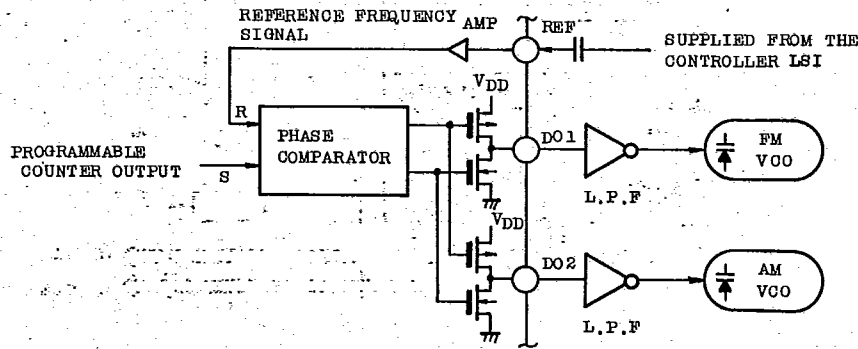 REFERENCE FREQUENCY
SIGNAL
AMP
REF
SUPPLIED FROM THE
CONTROLLER LSI
VDD
R
PHASE
COMPARATOR
DO1
FM
VCO
PROGRAMMABLE
COUNTER OUTPUT
S
L.P.F
VDD
DO2
AM
VCO
L.P.F